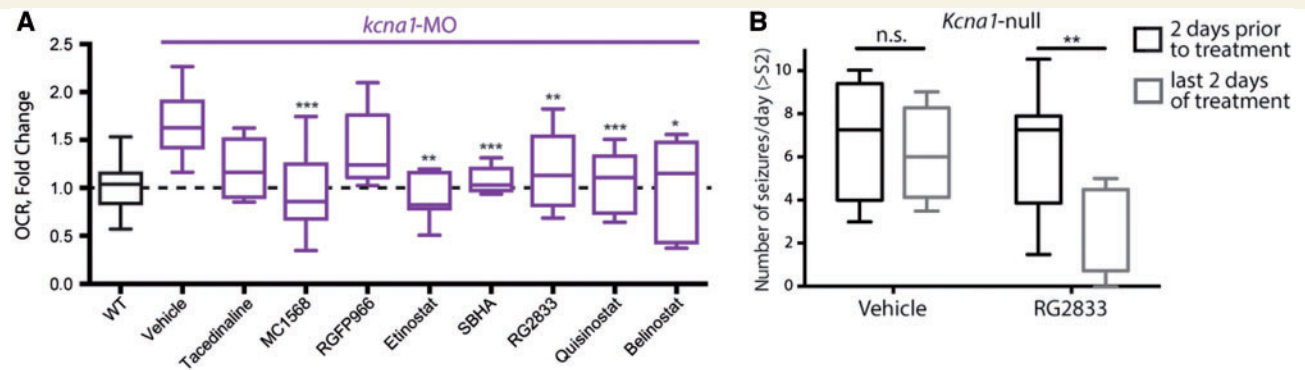 A
kcna1-MO
OCR, Fold Change
2.5
2.0
1.5
1.0
0.5
0.0
***
**
***
**
***
*
WT
Vehicle
Tacedinaline
MC1568
RGFP966
Etinostat
SBHA
RG2833
Quisinostat
Belinostat
B
Kcna1-null
Number of seizures/day (>S2)
10
8
6
4
2
0
n.s.
**
Vehicle
RG2833
2 days prior
to treatment
last 2 days
of treatment